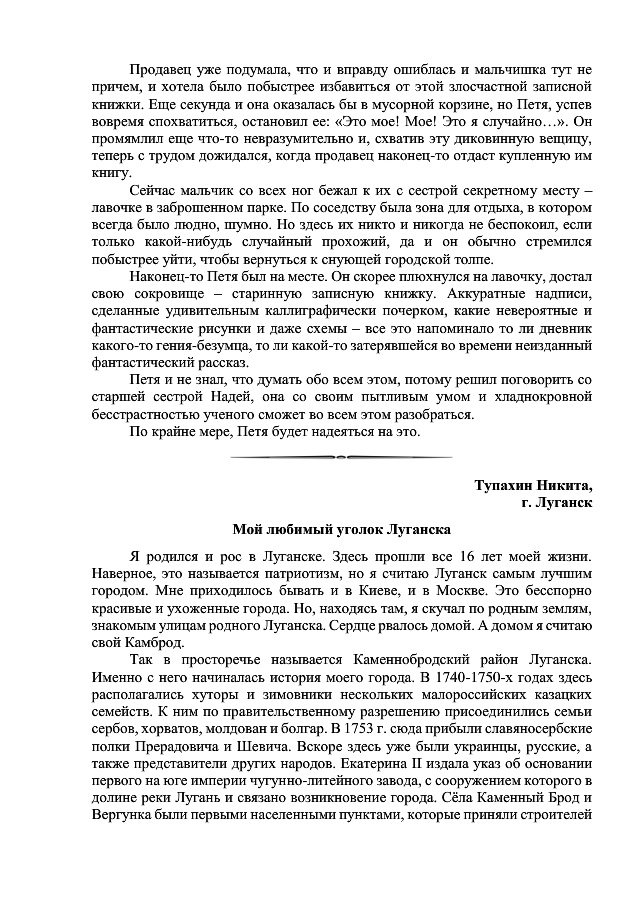 Продавец уже подумала, что и вправду ошиблась и мальчишка тут не
причем, и хотела было побыстрее избавиться от этой злосчастной записной
книжки. Еще секунда и она оказалась бы в мусорной корзине, но Петя, успев
вовремя спохватиться, остановил ее: «Это мое! Мое! Это я случайно…». Он
промямлил еще что-то невразумительно и, схватив эту диковинную вещицу,
теперь с трудом дожидался, когда продавец наконец-то отдаст купленную им
книгу.
Сейчас мальчик со всех ног бежал к их с сестрой секретному месту –
лавочке в заброшенном парке. По соседству была зона для отдыха, в котором
всегда было людно, шумно. Но здесь их никто и никогда не беспокоил, если
только какой-нибудь случайный прохожий, да и он обычно стремился
побыстрее уйти, чтобы вернуться к снующей городской толпе.
Наконец-то Петя был на месте. Он скорее плюхнулся на лавочку, достал
свою сокровище – старинную записную книжку. Аккуратные надписи,
сделанные удивительным каллиграфически почерком, какие невероятные и
фантастические рисунки и даже схемы – все это напоминало то ли дневник
какого-то гения-безумца, то ли какой-то затерявшейся во времени неизданный
фантастический рассказ.
Петя и не знал, что думать обо всем этом, потому решил поговорить со
старшей сестрой Надей, она со своим пытливым умом и хладнокровной
бесстрастностью ученого сможет во всем этом разобраться.
По крайне мере, Петя будет надеяться на это.
Тупахин Никита,
г. Луганск
Мой любимый уголок Луганска
Я родился и рос в Луганске. Здесь прошли все 16 лет моей жизни.
Наверное, это называется патриотизм, но я считаю Луганск самым лучшим
городом. Мне приходилось бывать и в Киеве, и в Москве. Это бесспорно
красивые и ухоженные города. Но, находясь там, я скучал по родным землям,
знакомым улицам родного Луганска. Сердце рвалось домой. А домом я считаю
свой Камброд.
Так в просторечье называется Каменнобродский район Луганска.
Именно с него начиналась история моего города. В 1740-1750-х годах здесь
располагались хуторы и зимовники нескольких малороссийских казацких
семейств. К ним по правительственному разрешению присоединились семьи
сербов, хорватов, молдован и болгар. В 1753 г. сюда прибыли славяносербские
полки Прерадовича и Шевича. Вскоре здесь уже были украинцы, русские, а
также представители других народов. Екатерина II издала указ об основании
первого на юге империи чугунно-литейного завода, с сооружением которого в
долине реки Лугань и связано возникновение города. Сёла Каменный Брод и
Вергунка были первыми населенными пунктами, которые приняли строителей